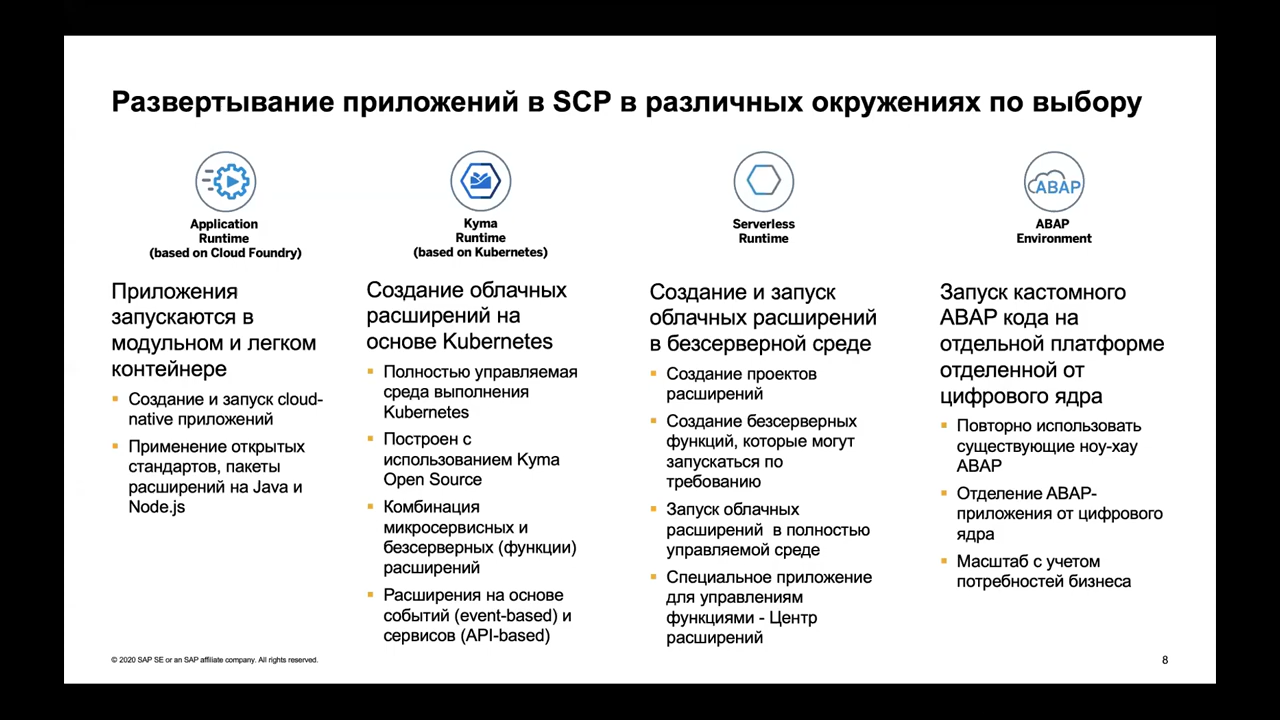 Развертывание приложений в SCP в различных окружениях по выбору
Application
Runtime
(based on Cloud Foundry)
Приложения
запускаются в
модульном и легком
контейнере
Создание и запуск cloud-
native приложений
Применение открытых
стандартов, пакеты
расширений на Java и
Node.js
Kyma
Runtime
(based on Kubernetes)
Создание облачных
расширений на
основе Kubernetes
Полностью управляемая
среда выполнения
Kubernetes
Построен с
использованием Kyma
Open Source
Комбинация
микросервисных и
безсерверных (функции)
расширений
Расширения на основе
событий (event-based) и
сервисов (API-based)
Serverless
Runtime
Создание и запуск
облачных расширений
в безсерверной среде
Создание проектов
расширений
Создание безсерверных
функций, которые могут
запускаться по
требованию
Запуск облачных
расширений  в полностью
управляемой среде
Специальное приложение
для управлениям
функциями - Центр
расширений
ABAP
ABAP
Environment
Запуск кастомного
ABAP кода на
отдельной платформе
отделенной от
цифрового ядра
Повторно использовать
существующие ноу-хау
ABAP
Отделение ABAP-
приложения от цифрового
ядра
Масштаб с учетом
потребностей бизнеса
© 2020 SAP SE or an SAP affiliate company. All rights reserved.
8